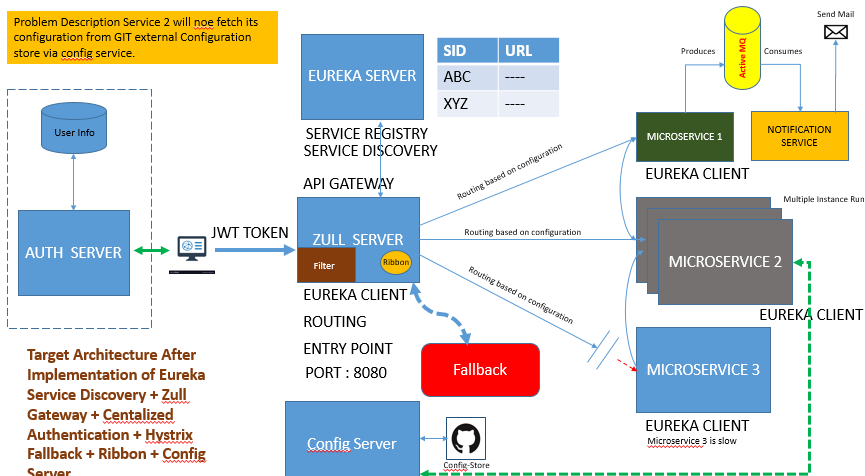 Problem Description Service 2 will noe fetch its
configuration from GIT external Configuration
store via config service.
User Info
AUTH SERVER
JWT TOKEN
EUREKA SERVER
SERVICE REGISTRY
SERVICE DISCOVERY
SID URL
ABC ----
XYZ ----
API GATEWAY
ZULL SERVER
Filter
Ribbon
EUREKA CLIENT
ROUTING
ENTRY POINT
PORT : 8080
Fallback
Config Server
Config-Store
Routing based on configuration
Routing based on configuration
Routing based on configuration
Produces
Active MQ
Consumes
Send Mail
MICROSERVICE 1
EUREKA CLIENT
NOTIFICATION
SERVICE
Multiple Instance Run
MICROSERVICE 2
EUREKA CLIENT
MICROSERVICE 3
EUREKA CLIENT
Microservice 3 is slow
Target Architecture After
Implementation of Eureka
Service Discovery + Zull
Gateway + Centalized
Authentication + Hystrix
Fallback + Ribbon + Config
Server